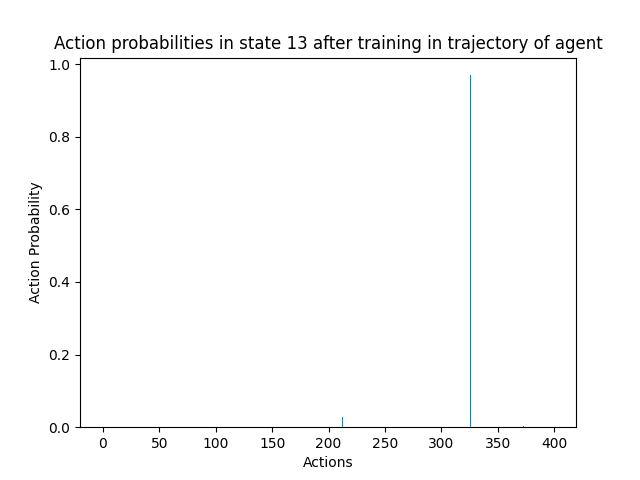 Action probabilities in state 13 after training in trajectory of agent
1.0
0.8
0.6
0.4
0.2
0.0
Action Probability
0 50 100 150 200 250 300 350 400
Actions